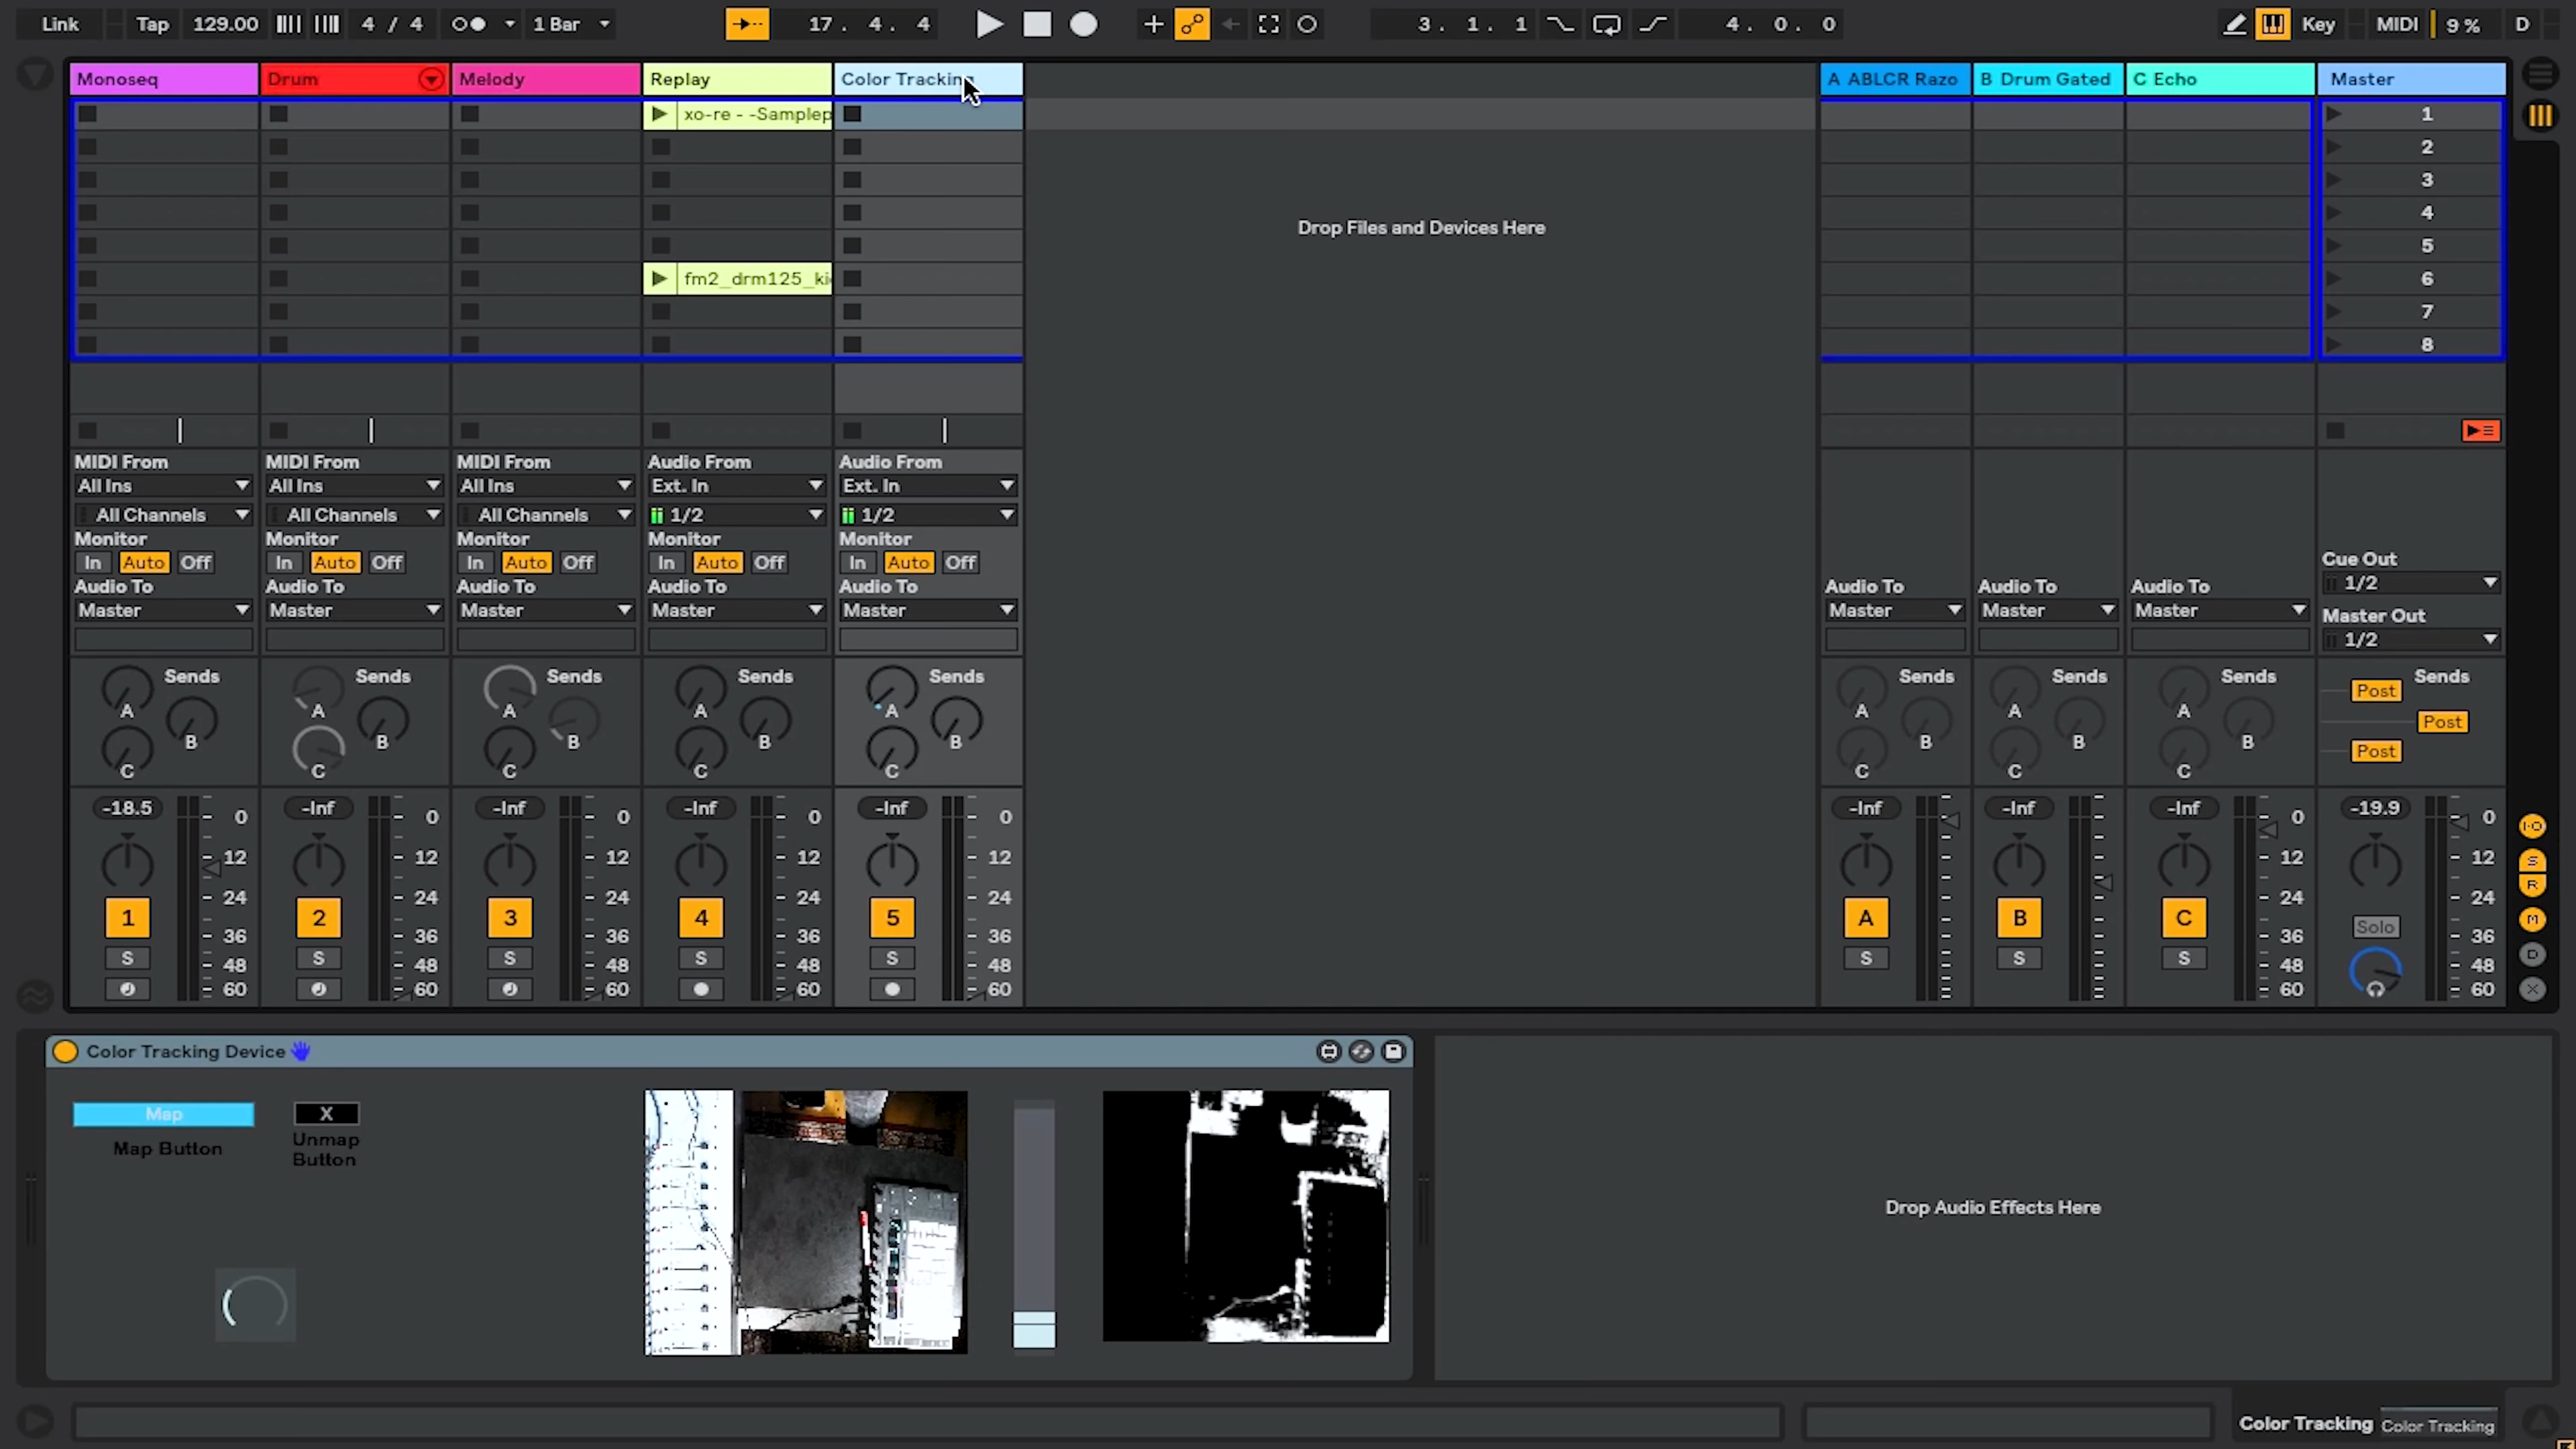 Link Tap 129.00 4 / 4 1 Bar 17. 4. 4 3. 1. 1 4. 0. 0 Key MIDI 9 % D
Monoseq Drum Melody Replay Color Tracking A ABLCR Razo B Drum Gated C Echo Master
xo-re - -Samplep 1
2
3
Drop Files and Devices Here 4
5
fm2_drm125_ki 6
7
8
MIDI From MIDI From MIDI From Audio From Audio From
All Ins All Ins All Ins Ext. In Ext. In
All Channels All Channels All Channels 1/2 1/2
Monitor Monitor Monitor Monitor Monitor Cue Out
In Auto Off In Auto Off In Auto Off In Auto Off In Auto Off 1/2
Audio To Audio To Audio To Audio To Audio To Audio To Audio To Audio To
Master Master Master Master Master Master Master Master Master Out
1/2
Sends Sends Sends Sends Sends Sends Sends Sends Post Sends
A A A A A A A A
B B B B B B B B Post
C C C C C C C C Post
-18.5 0 -Inf 0 -Inf 0 -Inf 0 -Inf 0 -Inf -Inf -Inf 0 -19.9 0 I·O
12 12 12 12 12 12 12 S
24 24 24 24 24 24 24 R
1 2 3 4 5 A B C Solo M
36 36 36 36 36 36 36
S S S S S S S S D
48 48 48 48 48 48 48
60 60 60 60 60 60 60 X
Color Tracking Device
Map X
Map Button Unmap
Button
Drop Audio Effects Here
Color Tracking Color Tracking